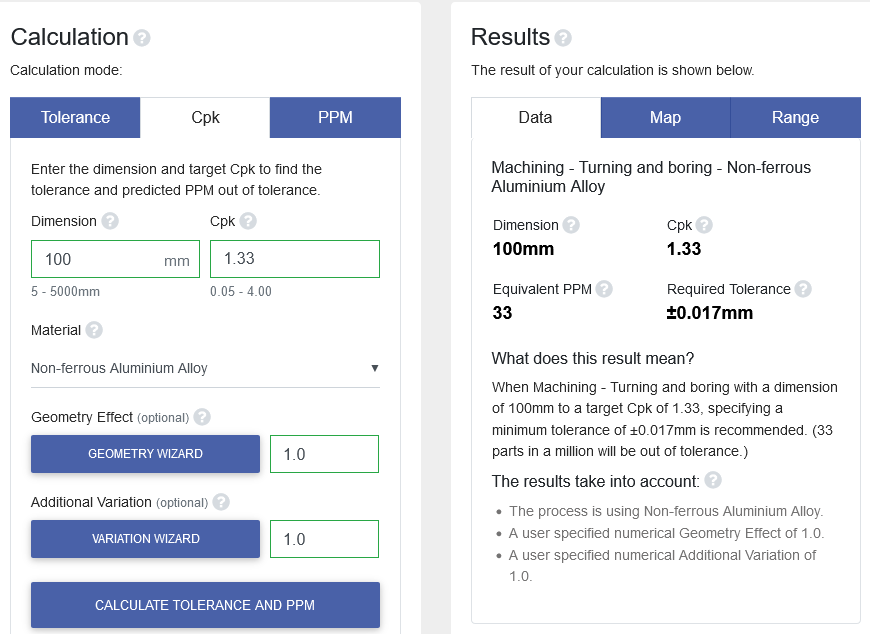 Calculation ?
Calculation mode:
Tolerance Cpk PPM
Enter the dimension and target Cpk to find the
tolerance and predicted PPM out of tolerance.
Dimension ? Cpk ?
100 mm 1.33
5 - 5000mm 0.05 - 4.00
Material ?
Non-ferrous Aluminium Alloy
Geometry Effect (optional) ?
GEOMETRY WIZARD 1.0
Additional Variation (optional) ?
VARIATION WIZARD 1.0
CALCULATE TOLERANCE AND PPM
Results ?
The result of your calculation is shown below.
Data Map Range
Machining - Turning and boring - Non-ferrous
Aluminium Alloy
Dimension ? Cpk ?
100mm 1.33
Equivalent PPM ? Required Tolerance ?
33 ±0.017mm
What does this result mean?
When Machining - Turning and boring with a dimension
of 100mm to a target Cpk of 1.33, specifying a
minimum tolerance of ±0.017mm is recommended. (33
parts in a million will be out of tolerance.)
The results take into account: ?
• The process is using Non-ferrous Aluminium Alloy.
• A user specified numerical Geometry Effect of 1.0.
• A user specified numerical Additional Variation of
1.0.